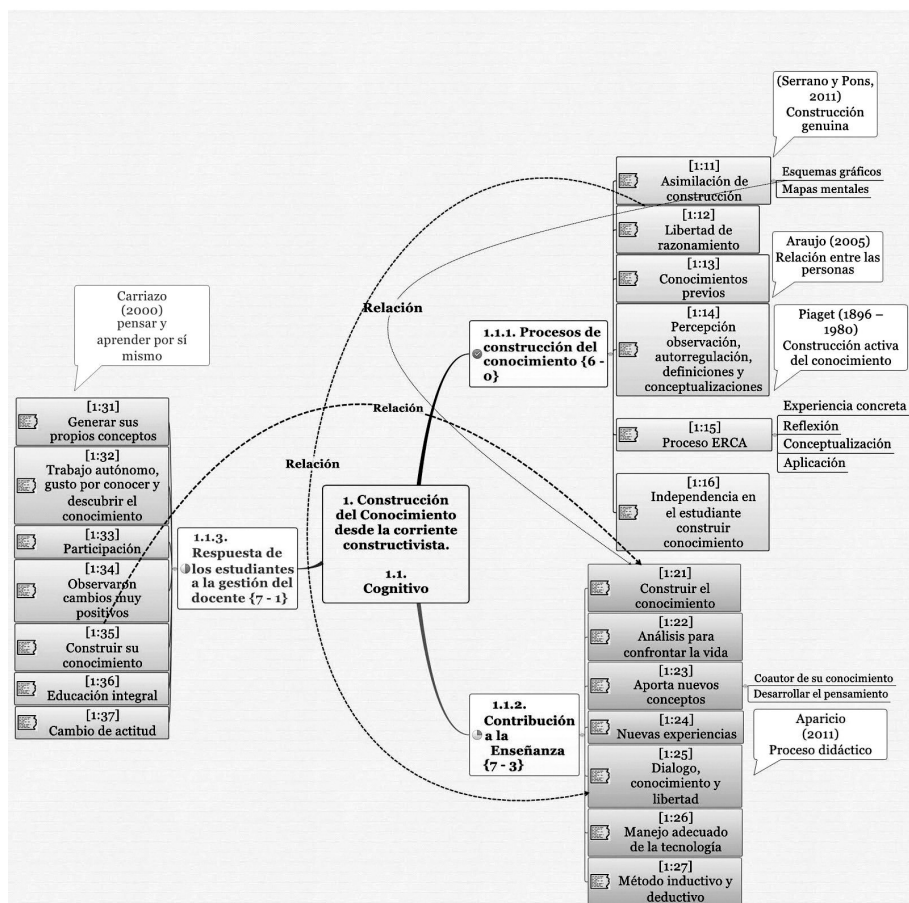 (Serrano y Pons,
2011)
Construcción
genuina
[1:11]
Asimilación de
construcción
Esquemas gráficos
Mapas mentales
[1:12]
Libertad de
razonamiento
Araujo (2005)
Relación entre las
personas
[1:13]
Conocimientos
previos
[1:14]
Percepción
observación,
autorregulación,
definiciones y
conceptualizaciones
Piaget (1896 –
1980)
Construcción activa
del conocimiento
[1:15]
Proceso ERCA
Experiencia concreta
Reflexión
Conceptualización
Aplicación
[1:16]
Independencia en
el estudiante
construir
conocimiento
1.1.1. Procesos de
construcción del
conocimiento {6 -
0}
Relación
Relación
Relación
Carriazo
(2000)
pensar y
aprender por sí
mismo
[1:31]
Generar sus
propios conceptos
[1:32]
Trabajo autónomo,
gusto por conocer y
descubrir el
conocimiento
[1:33]
Participación
[1:34]
Observaron
cambios muy
positivos
[1:35]
Construir su
conocimiento
[1:36]
Educación integral
[1:37]
Cambio de actitud
1.1.3.
Respuesta de
los estudiantes
a la gestión del
docente {7 - 1}
1. Construcción
del Conocimiento
desde la corriente
constructivista.
1.1.
Cognitivo
1.1.2.
Contribución
a la
Enseñanza
{7 - 3}
[1:21]
Construir el
conocimiento
[1:22]
Análisis para
confrontar la vida
[1:23]
Aporta nuevos
conceptos
Coautor de su conocimiento
Desarrollar el pensamiento
[1:24]
Nuevas experiencias
[1:25]
Dialogo,
conocimiento y
libertad
Aparicio
(2011)
Proceso didáctico
[1:26]
Manejo adecuado
de la tecnología
[1:27]
Método inductivo y
deductivo